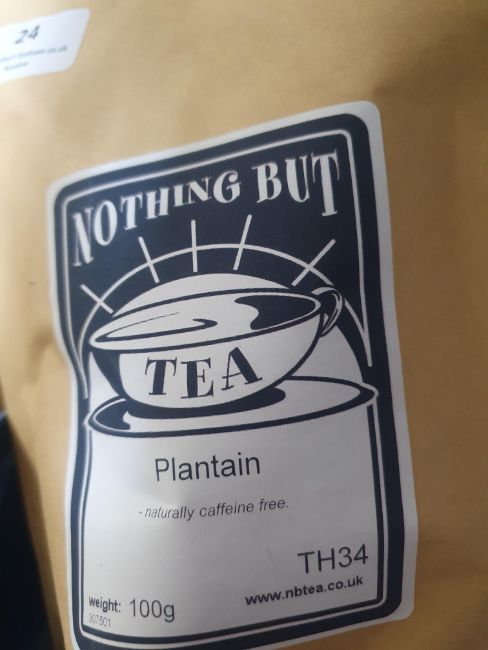 24
NOTHING BUT
TEA
Plantain
- naturally caffeine free.
TH34
weight: 100g
www.nbtea.co.uk
307501